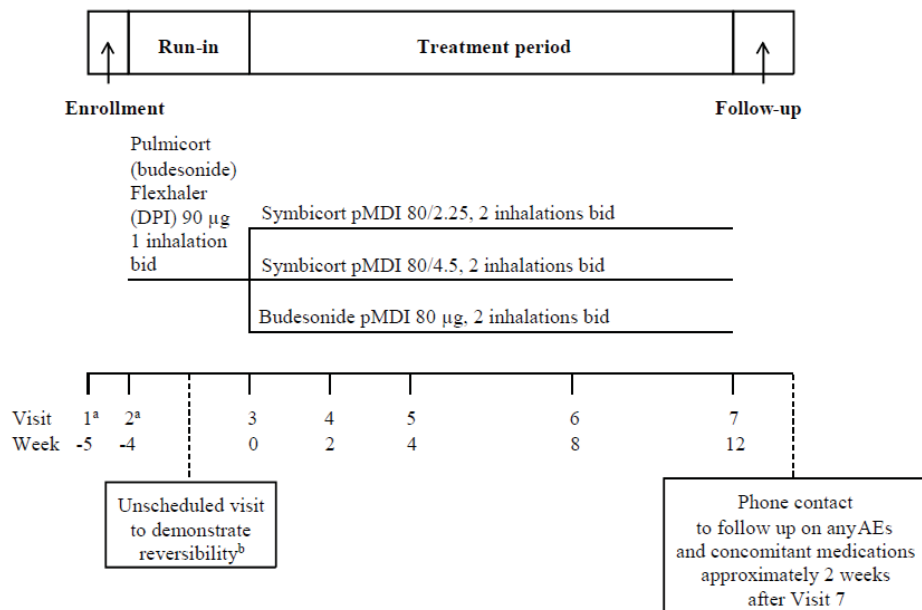 Run-in
Treatment period
Enrollment
Follow-up
Pulmicort
(budesonide)
Flexhaler
(DPI) 90 µg
1 inhalation
bid
Symbicort pMDI 80/2.25, 2 inhalations bid
Symbicort pMDI 80/4.5, 2 inhalations bid
Budesonide pMDI 80 µg, 2 inhalations bid
Visit 1ᵃ 2ᵃ 3 4 5 6 7
Week -5 -4 0 2 4 8 12
Unscheduled visit
to demonstrate
reversibilityᵇ
Phone contact
to follow up on anyAEs
and concomitant medications
approximately 2 weeks
after Visit 7